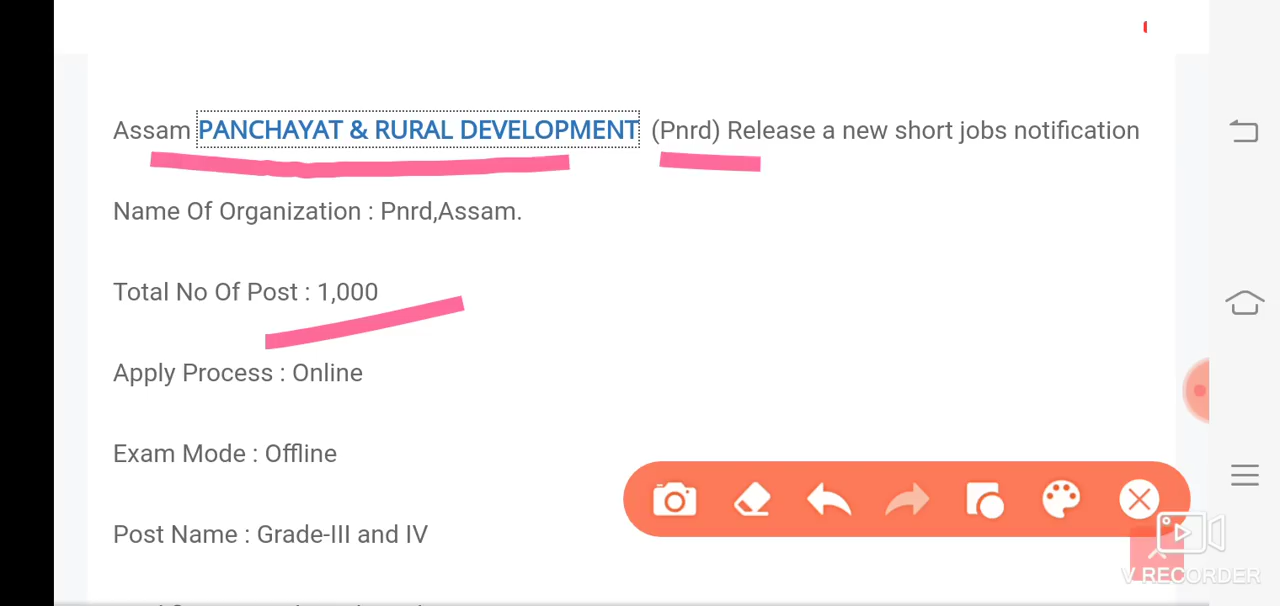 Assam PANCHAYAT & RURAL DEVELOPMENT (Pnrd) Release a new short jobs notification
Name Of Organization : Pnrd,Assam.
Total No Of Post : 1,000
Apply Process : Online
Exam Mode : Offline
Post Name : Grade-III and IV
V RECORDER